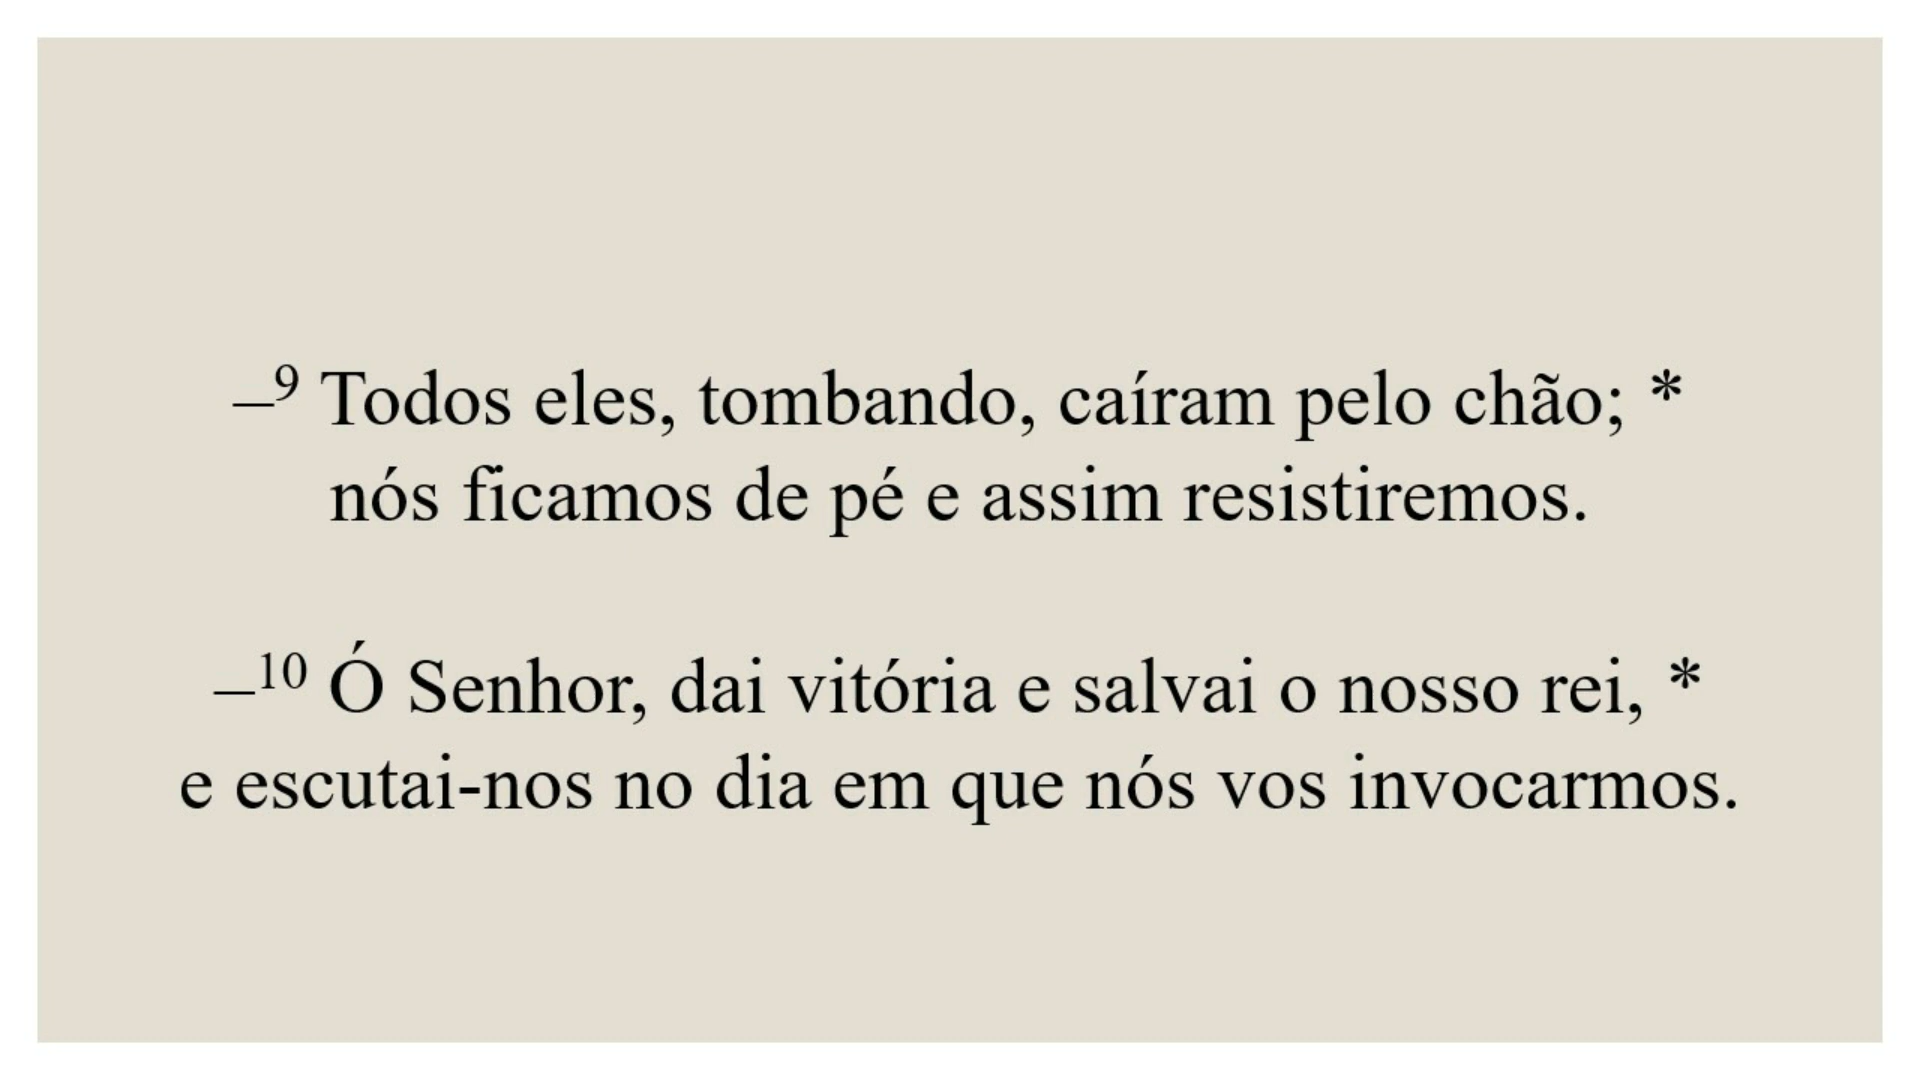 –⁹ Todos eles, tombando, caíram pelo chão; *
nós ficamos de pé e assim resistiremos.
–¹⁰ Ó Senhor, dai vitória e salvai o nosso rei, *
e escutai-nos no dia em que nós vos invocarmos.